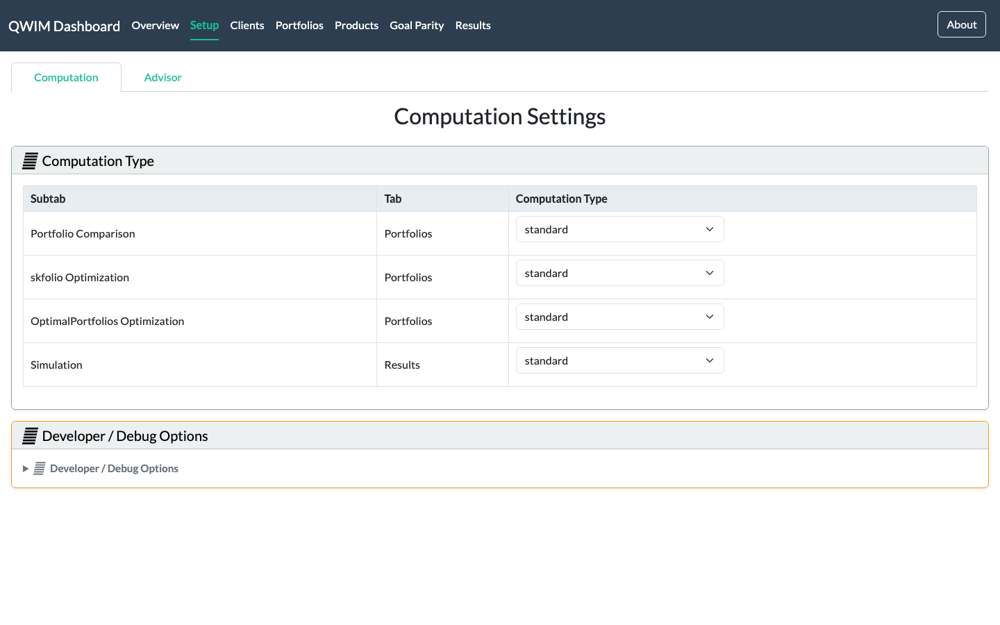 QWIM Dashboard Overview Setup Clients Portfolios Products Goal Parity Results About
Computation Advisor
Computation Settings
Computation Type
Subtab Tab Computation Type
Portfolio Comparison Portfolios standard
skfolio Optimization Portfolios standard
OptimalPortfolios Optimization Portfolios standard
Simulation Results standard
Developer / Debug Options
Developer / Debug Options